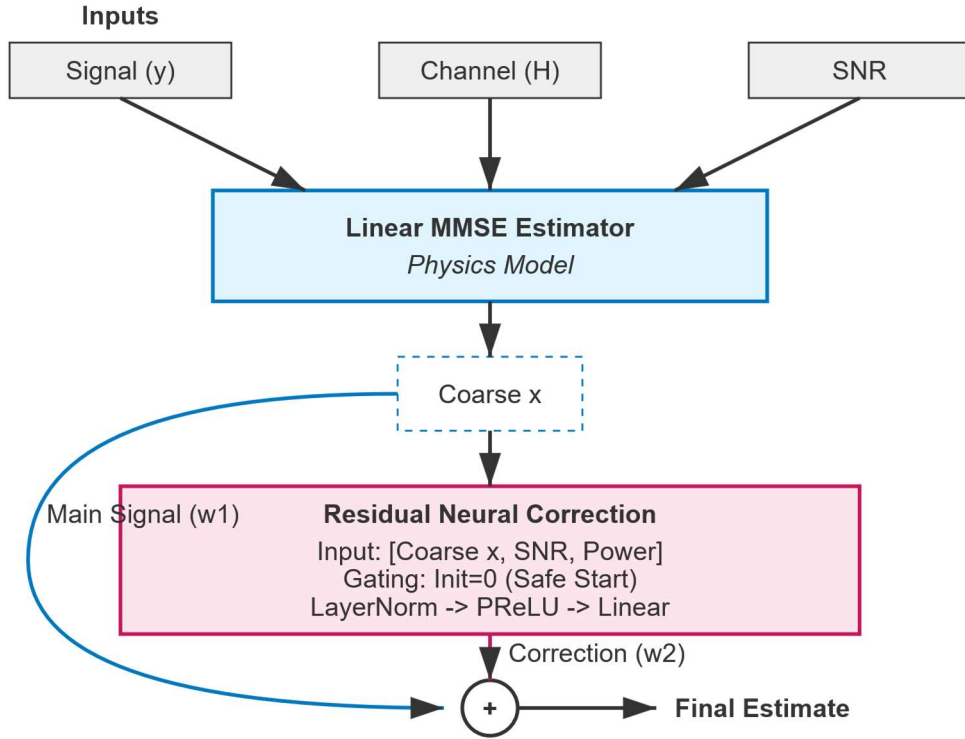 Inputs
Signal (y)
Channel (H)
SNR
Linear MMSE Estimator
Physics Model
Coarse x
Main Signal (w1)
Residual Neural Correction
Input: [Coarse x, SNR, Power]
Gating: Init=0 (Safe Start)
LayerNorm -> PReLU -> Linear
Correction (w2)
+
Final Estimate